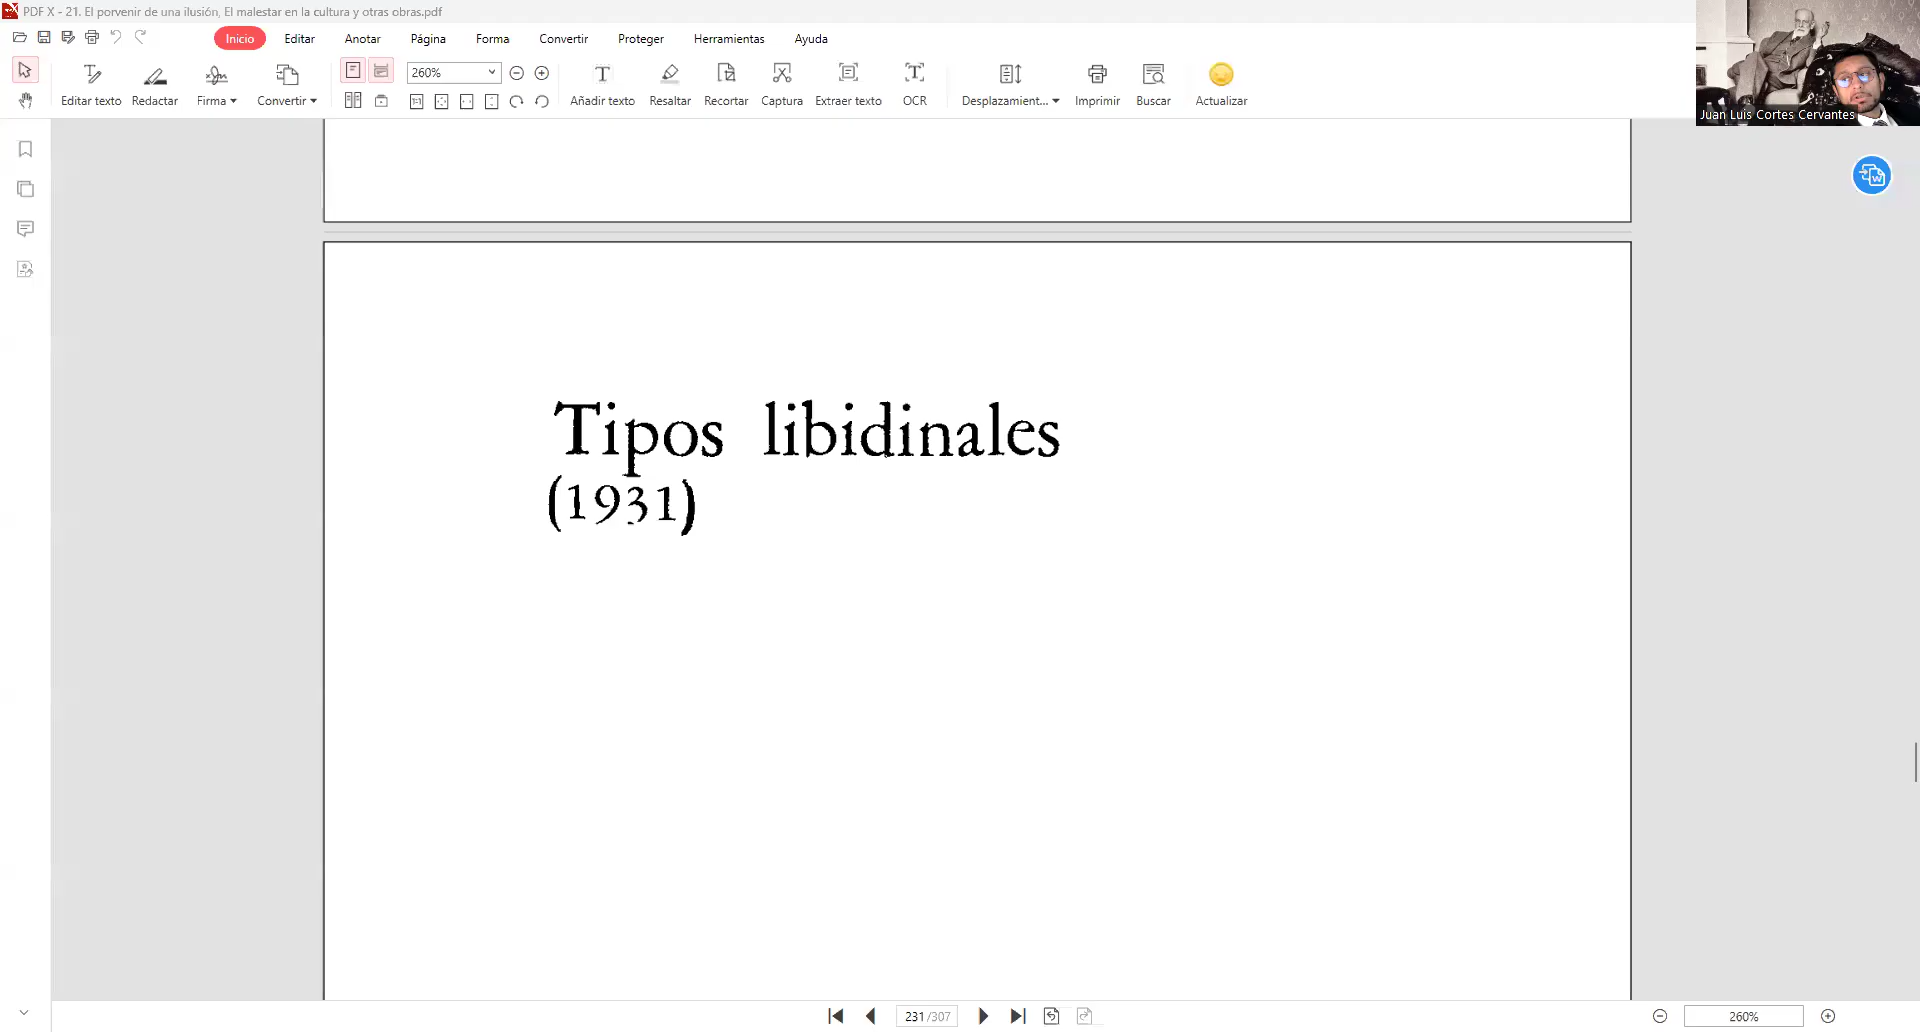 PDF X - 21. El porvenir de una ilusión, El malestar en la cultura y otras obras.pdf
Inicio Editar Anotar Página Forma Convertir Proteger Herramientas Ayuda
260%
Editar texto Redactar Firma Convertir Añadir texto Resaltar Recortar Captura Extraer texto OCR Desplazamient... Imprimir Buscar Actualizar
Juan Luis Cortes Cervantes
Tipos libidinales
(1931)
231 /307
260%